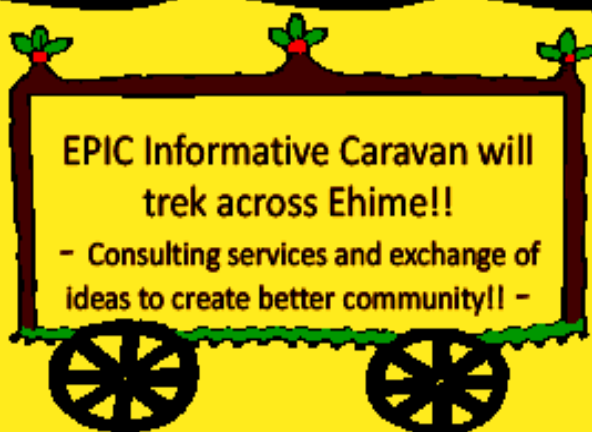 EPIC Informative Caravan will
trek across Ehime!!
- Consulting services and exchange of
ideas to create better community!! -